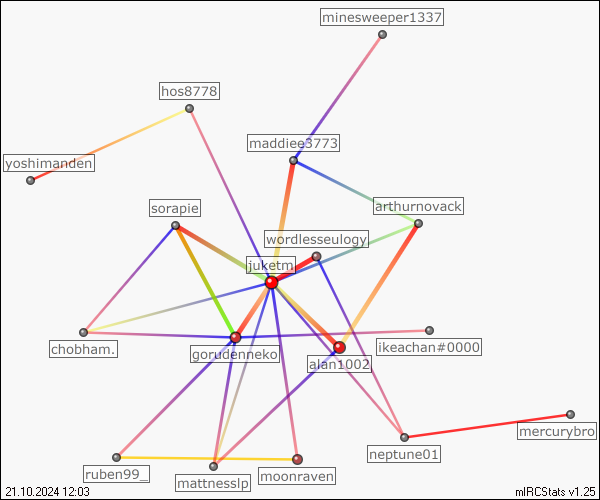 minesweeper1337
hos8778
maddiee3773
yoshimanden
sorapie
arthurnovack
wordlesseulogy
juketm
chobham.
gorudenneko
ikeachan#0000
alan1002
mercurybro
neptune01
ruben99_
mattnesslp
moonraven
21.10.2024 12:03
mIRCStats v1.25